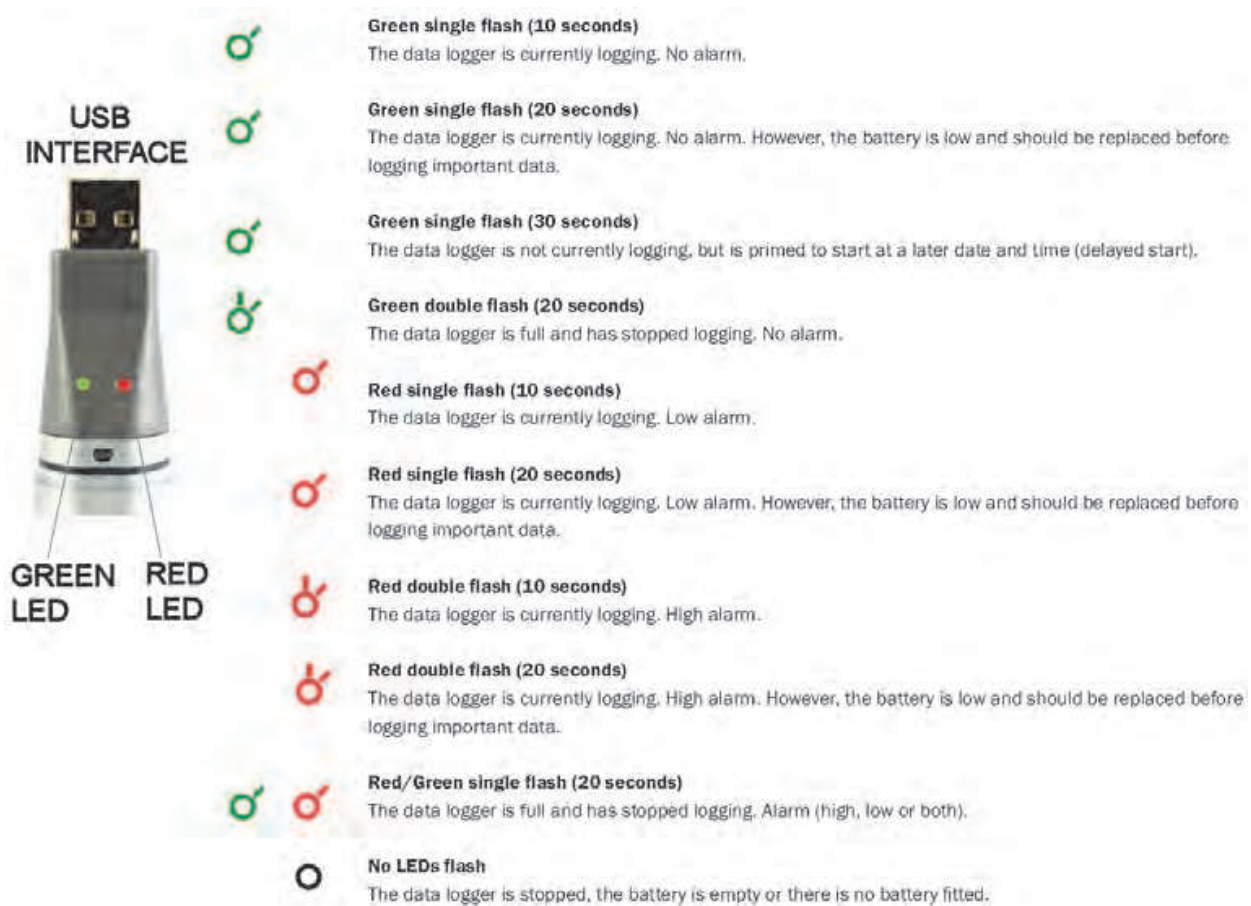 Green single flash (10 seconds)
The data logger is currently logging. No alarm.
USB
INTERFACE
Green single flash (20 seconds)
The data logger is currently logging. No alarm. However, the battery is low and should be replaced before
logging important data.
Green single flash (30 seconds)
The data logger is not currently logging, but is primed to start at a later date and time (delayed start).
Green double flash (20 seconds)
The data logger is full and has stopped logging. No alarm.
Red single flash (10 seconds)
The data logger is currently logging. Low alarm.
Red single flash (20 seconds)
The data logger is currently logging. Low alarm. However, the battery is low and should be replaced before
logging important data.
GREEN
LED
RED
LED
Red double flash (10 seconds)
The data logger is currently logging. High alarm.
Red double flash (20 seconds)
The data logger is currently logging. High alarm. However, the battery is low and should be replaced before
logging important data.
Red/Green single flash (20 seconds)
The data logger is full and has stopped logging. Alarm (high, low or both).
No LEDs flash
The data logger is stopped, the battery is empty or there is no battery fitted.